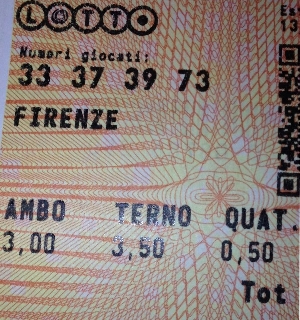 LOTTO
Numeri giocati:
33 37 39 73
FIRENZE
AMBO TERNO QUAT.
3,00 3,50 0,50
Tot